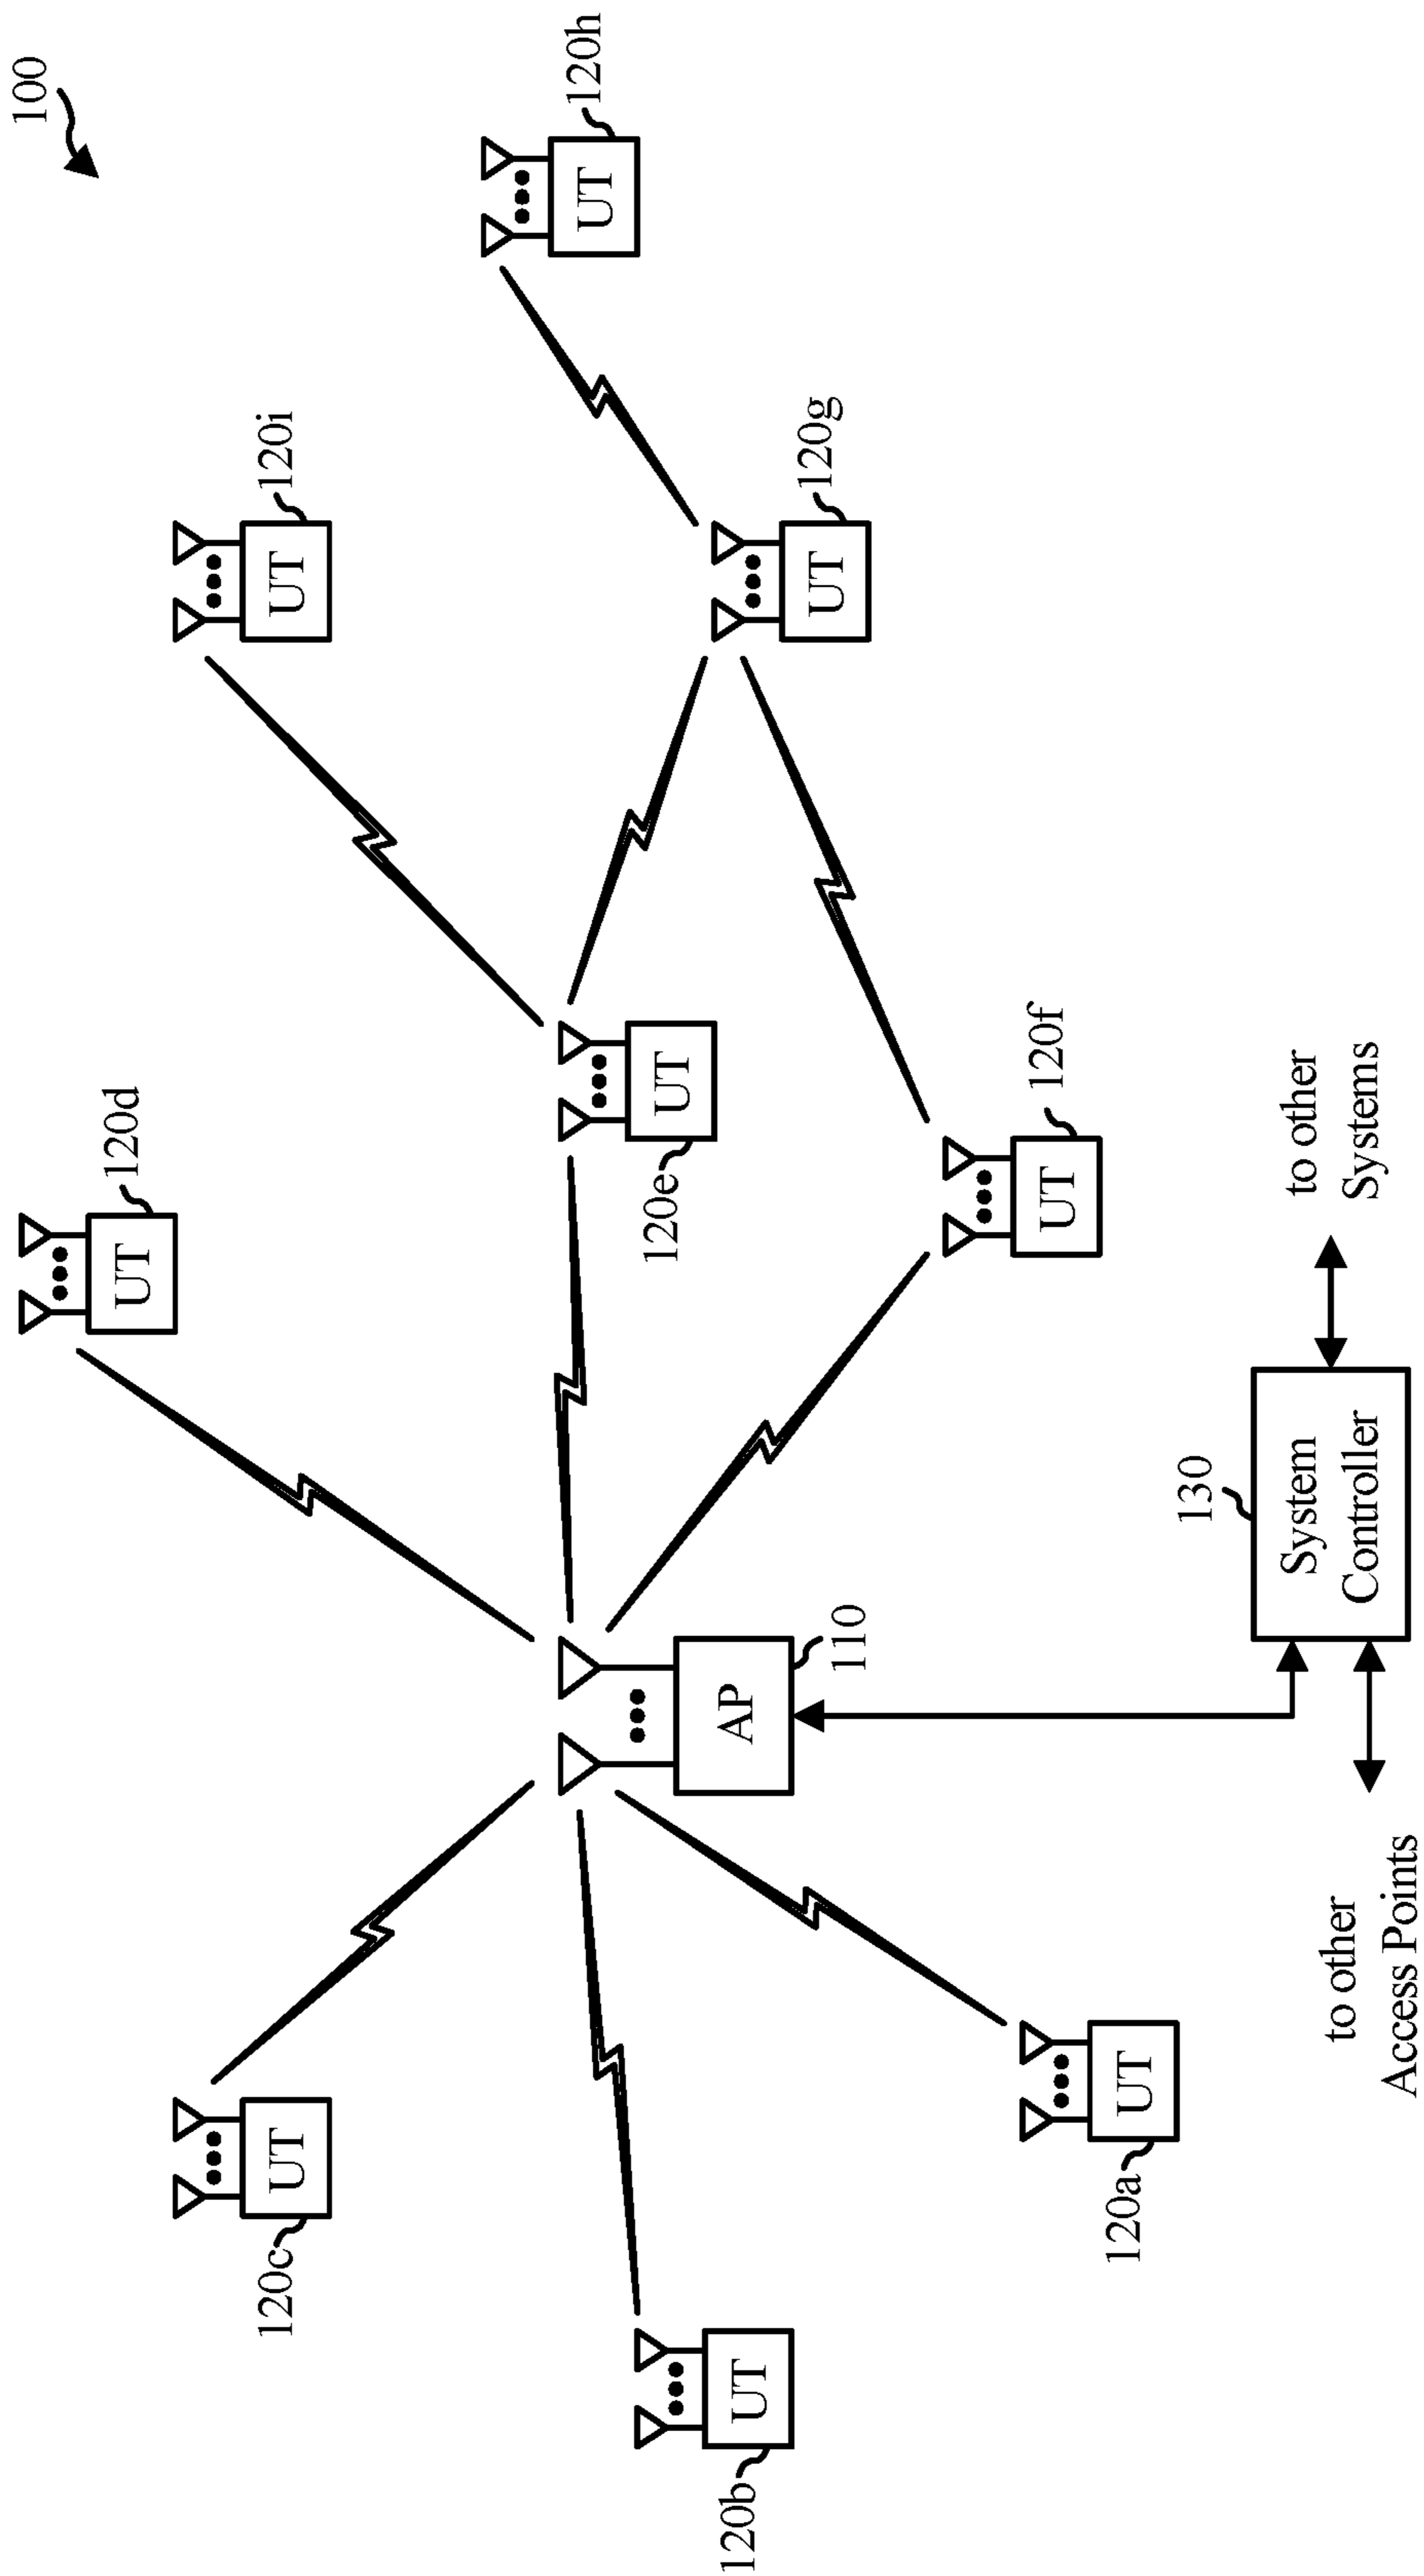 100
UT
120d
UT
120i
UT
120c
UT
120h
UT
120e
UT
120g
AP
110
UT
120b
UT
120f
UT
120a
130
System
Controller
to other
Systems
to other
Access Points